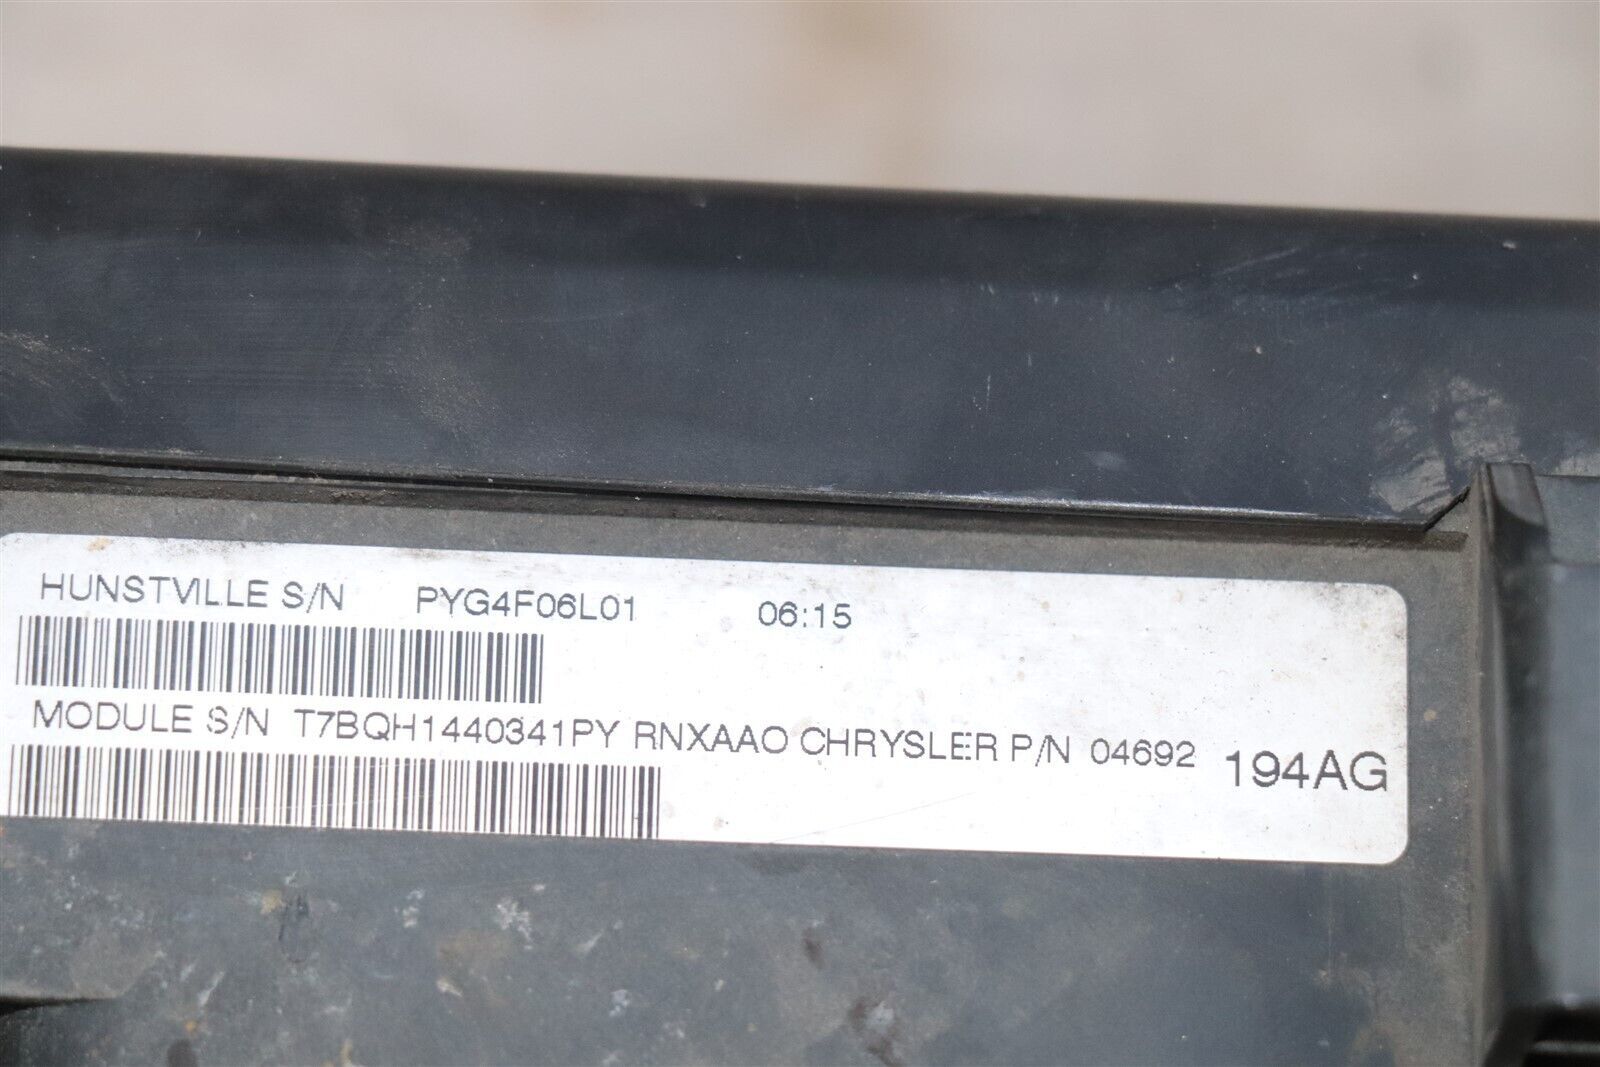 HUNSTVILLE S/N PYG4F06L01 06:15
MODULE S/N T7BQH1440341PY RNXAAO CHRYSLER P/N 04692 194AG